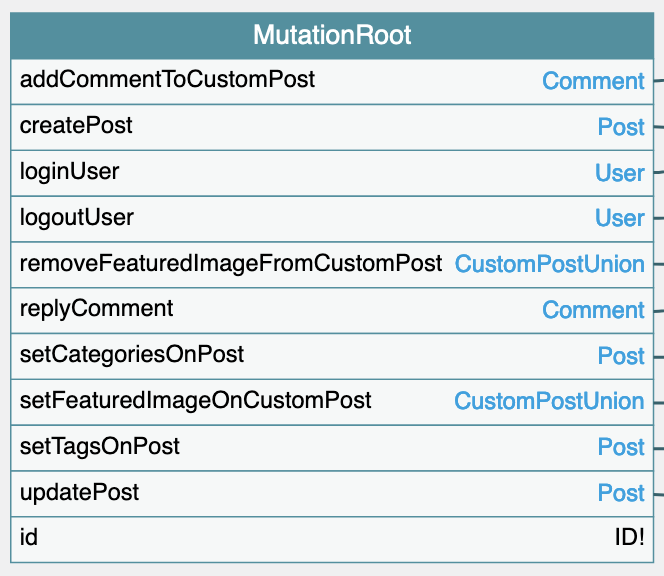 MutationRoot
addCommentToCustomPost Comment
createPost Post
loginUser User
logoutUser User
removeFeaturedImageFromCustomPost CustomPostUnion
replyComment Comment
setCategoriesOnPost Post
setFeaturedImageOnCustomPost CustomPostUnion
setTagsOnPost Post
updatePost Post
id ID!